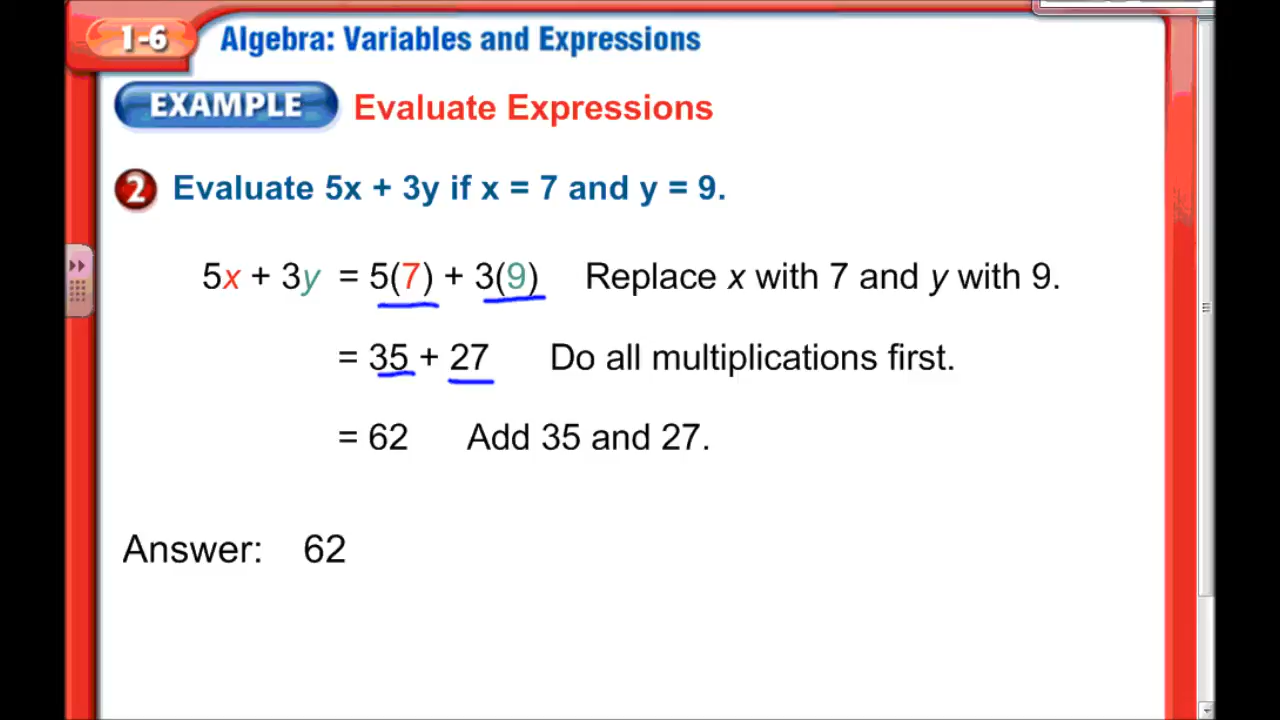 1-6 Algebra: Variables and Expressions
EXAMPLE Evaluate Expressions
2 Evaluate 5x + 3y if x = 7 and y = 9.
5x + 3y = 5(7) + 3(9) Replace x with 7 and y with 9.
= 35 + 27 Do all multiplications first.
= 62 Add 35 and 27.
Answer: 62